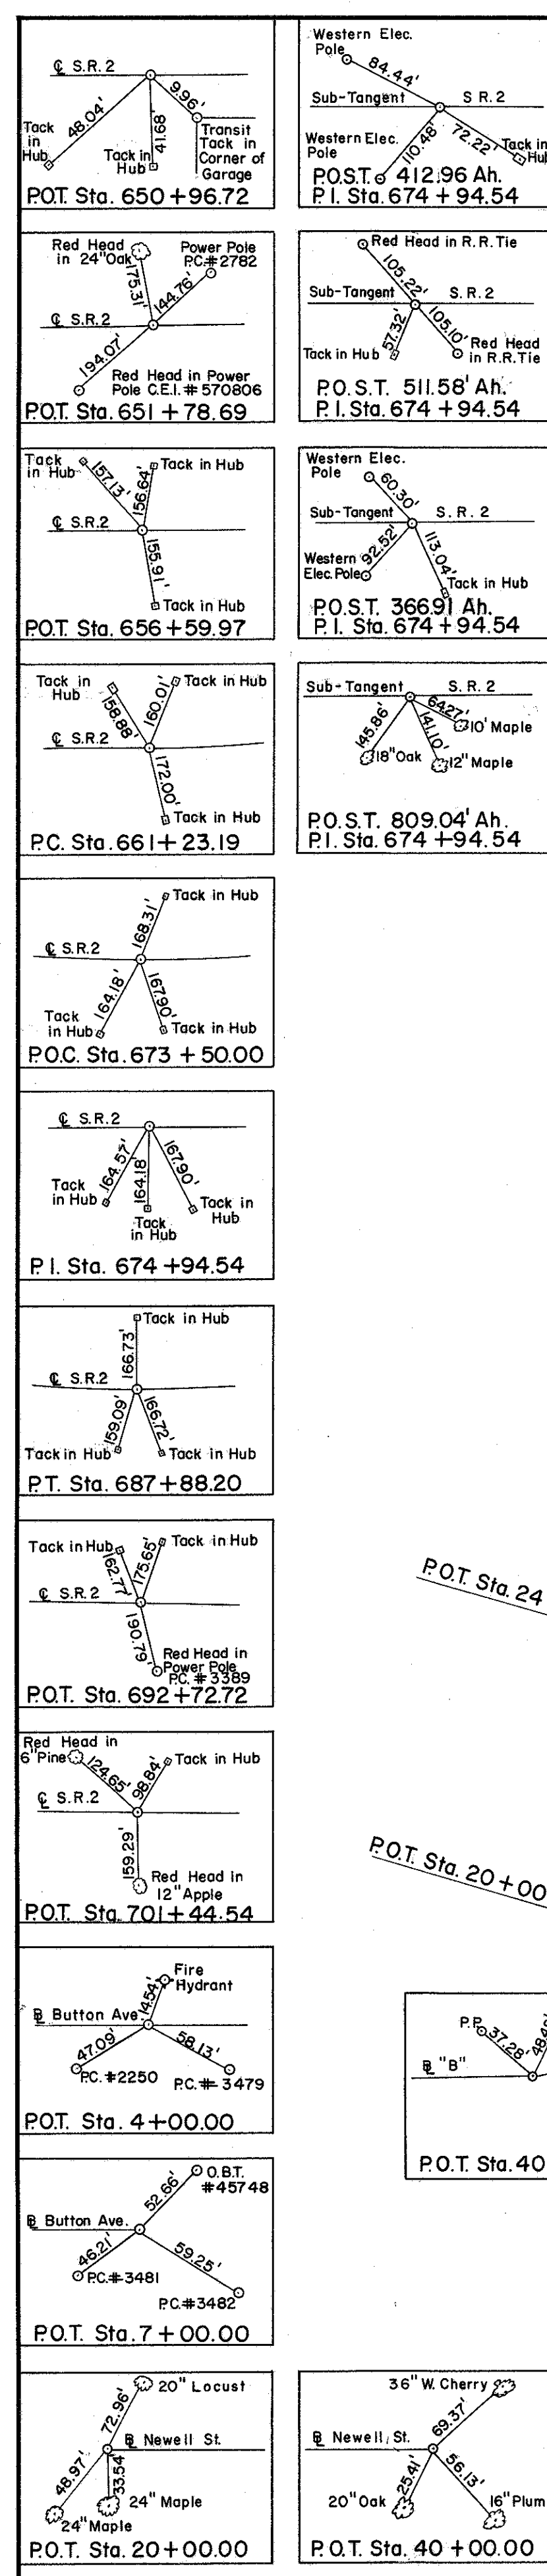 ℄ S.R. 2
48.04'
41.68'
9.96'
Tack
in
Hub
Tack in
Hub
Transit
Tack in
Corner of
Garage
P.O.T. Sta. 650 + 96.72
Red Head
in 24" Oak
175.31'
Power Pole
P.C.# 2782
144.76'
℄ S.R. 2
194.07'
Red Head in Power
Pole C.E.I. # 570806
P.O.T. Sta. 651 + 78.69
Tack
in Hub
157.13'
156.64'
Tack in Hub
℄ S.R. 2
155.91'
Tack in Hub
P.O.T. Sta. 656 + 59.97
Tack in
Hub
158.88'
160.01'
Tack in Hub
℄ S.R. 2
172.00'
Tack in Hub
P.C. Sta. 661 + 23.19
168.31'
Tack in Hub
℄ S.R. 2
164.18'
167.90'
Tack
in Hub
Tack in Hub
P.O.C. Sta. 673 + 50.00
℄ S.R. 2
164.57'
164.18'
167.90'
Tack
in Hub
Tack
in Hub
Tack in
Hub
P.I. Sta. 674 + 94.54
Tack in Hub
166.73'
℄ S.R. 2
159.09'
166.72'
Tack in Hub
Tack in Hub
P.T. Sta. 687 + 88.20
Tack in Hub
162.77'
175.65'
Tack in Hub
℄ S.R. 2
190.79'
Red Head in
Power Pole
P.C. # 3389
P.O.T. Sta. 692 + 72.72
Red Head in
6" Pine
124.65'
98.84'
Tack in Hub
℄ S.R. 2
159.29'
Red Head in
12" Apple
P.O.T. Sta. 701 + 44.54
Fire
Hydrant
14.54'
℄ Button Ave.
47.09'
58.13'
P.C. #2250
P.C. # 3479
P.O.T. Sta. 4+00.00
O.B.T.
#45748
52.66'
℄ Button Ave.
46.21'
59.25'
P.C.#3481
P.C.#3482
P.O.T. Sta. 7 + 00.00
20" Locust
72.96'
℄ Newell St.
48.97'
33.54'
24" Maple
24" Maple
P.O.T. Sta. 20 + 00.00
Western Elec.
Pole
84.44'
Sub-Tangent S R. 2
Western Elec.
Pole
110.48'
72.22'
Tack in
Hub
P.O.S.T. 412.96 Ah.
P.I. Sta. 674 + 94.54
Red Head in R.R. Tie
105.22'
Sub-Tangent S. R. 2
57.32'
105.10'
Tack in Hub
Red Head
in R.R. Tie
P.O.S.T. 511.58' Ah.
P.I. Sta. 674 + 94.54
Western Elec.
Pole
60.30'
Sub-Tangent S. R. 2
92.52'
113.04'
Western
Elec. Pole
Tack in Hub
P.O.S.T. 366.91 Ah.
P.I. Sta. 674 + 94.54
Sub-Tangent S. R. 2
145.86'
141.10'
64.27'
10' Maple
18" Oak
12" Maple
P.O.S.T. 809.04' Ah.
P.I. Sta. 674 + 94.54
P.O.T. Sta. 24
P.O.T. Sta. 20 + 00
P.P.
37.28'
℄ "B"
P.O.T. Sta. 40
36" W. Cherry
69.37'
℄ Newell St.
25.41'
56.13'
20" Oak
16" Plum
P.O.T. Sta. 40 + 00.00